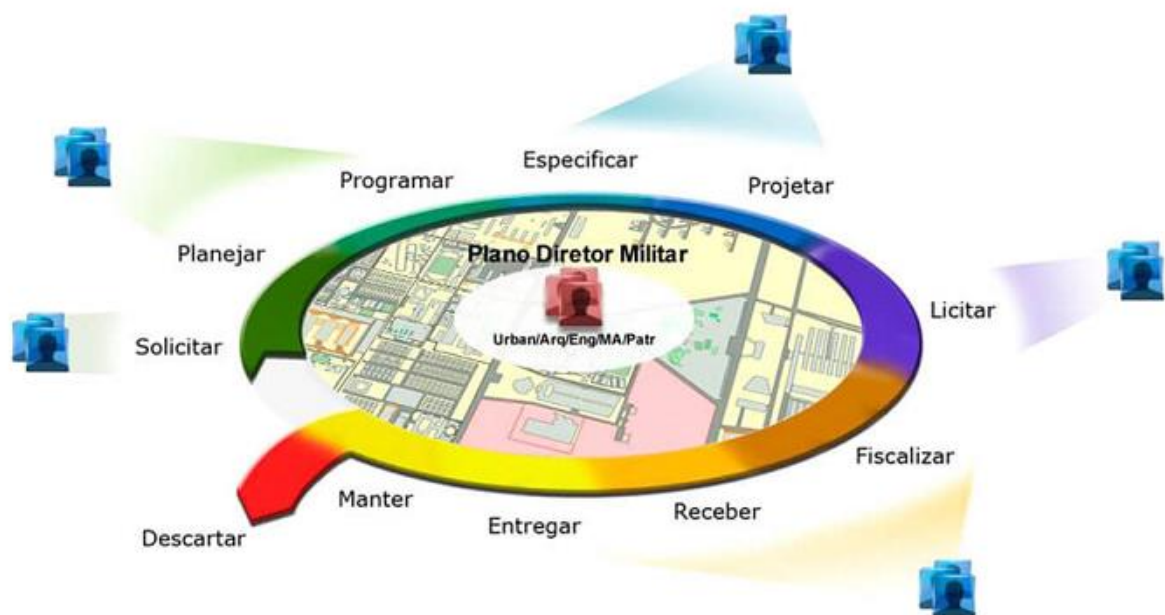 Especificar
Programar
Projetar
Planejar
Plano Diretor Militar
Licitar
Solicitar
Urban/Arq/Eng/MA/Patr
Fiscalizar
Manter
Receber
Entregar
Descartar